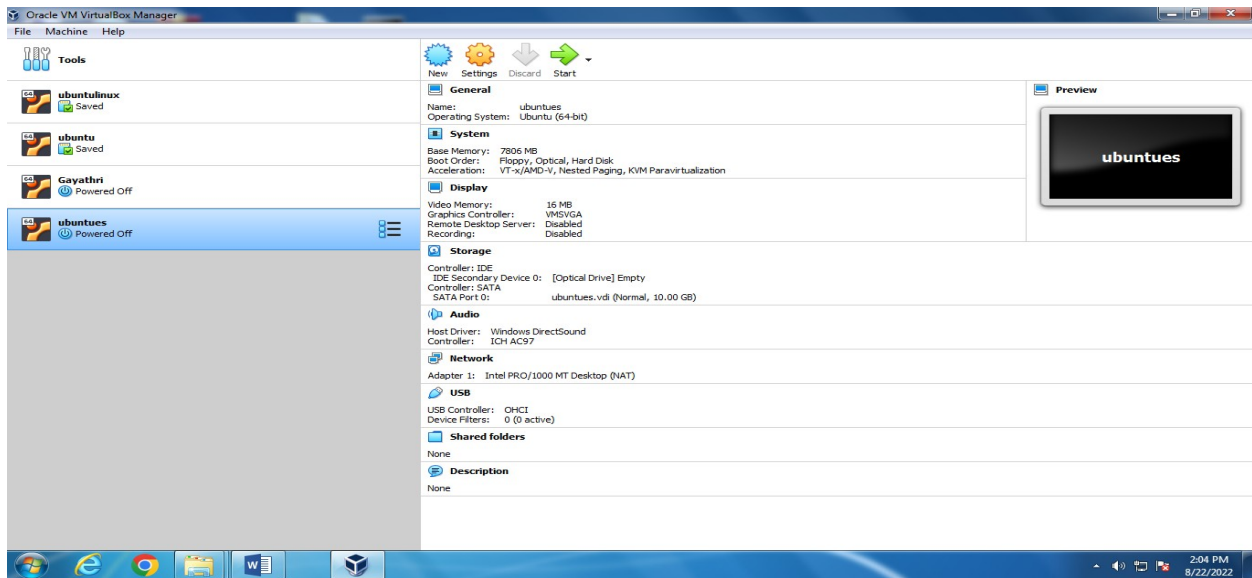 Oracle VM VirtualBox Manager
File Machine Help
Tools
64
ubuntulinux
Saved
64
ubuntu
Saved
64
Gayathri
Powered Off
64
ubuntues
Powered Off
New Settings Discard Start
General
Name: ubuntues
Operating System: Ubuntu (64-bit)
Preview
ubuntues
System
Base Memory: 7806 MB
Boot Order: Floppy, Optical, Hard Disk
Acceleration: VT-x/AMD-V, Nested Paging, KVM Paravirtualization
Display
Video Memory: 16 MB
Graphics Controller: VMSVGA
Remote Desktop Server: Disabled
Recording: Disabled
Storage
Controller: IDE
IDE Secondary Device 0: [Optical Drive] Empty
Controller: SATA
SATA Port 0: ubuntues.vdi (Normal, 10.00 GB)
Audio
Host Driver: Windows DirectSound
Controller: ICH AC97
Network
Adapter 1: Intel PRO/1000 MT Desktop (NAT)
USB
USB Controller: OHCI
Device Filters: 0 (0 active)
Shared folders
None
Description
None
2:04 PM
8/22/2022